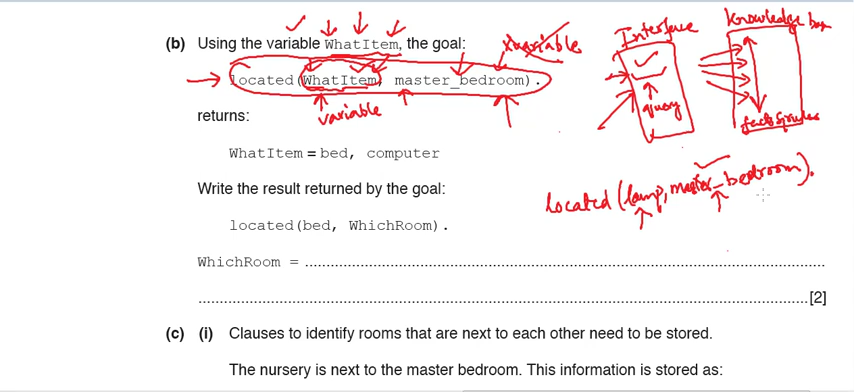 (b) Using the variable WhatItem, the goal:
variable
Interface
knowledge
located(WhatItem, master_bedroom).
variable
query
facts
returns:
WhatItem = bed, computer
located (lamp, master_bedroom).
Write the result returned by the goal:
located(bed, WhichRoom).
WhichRoom = ..........
.......... [2]
(c) (i) Clauses to identify rooms that are next to each other need to be stored.
The nursery is next to the master bedroom. This information is stored as: